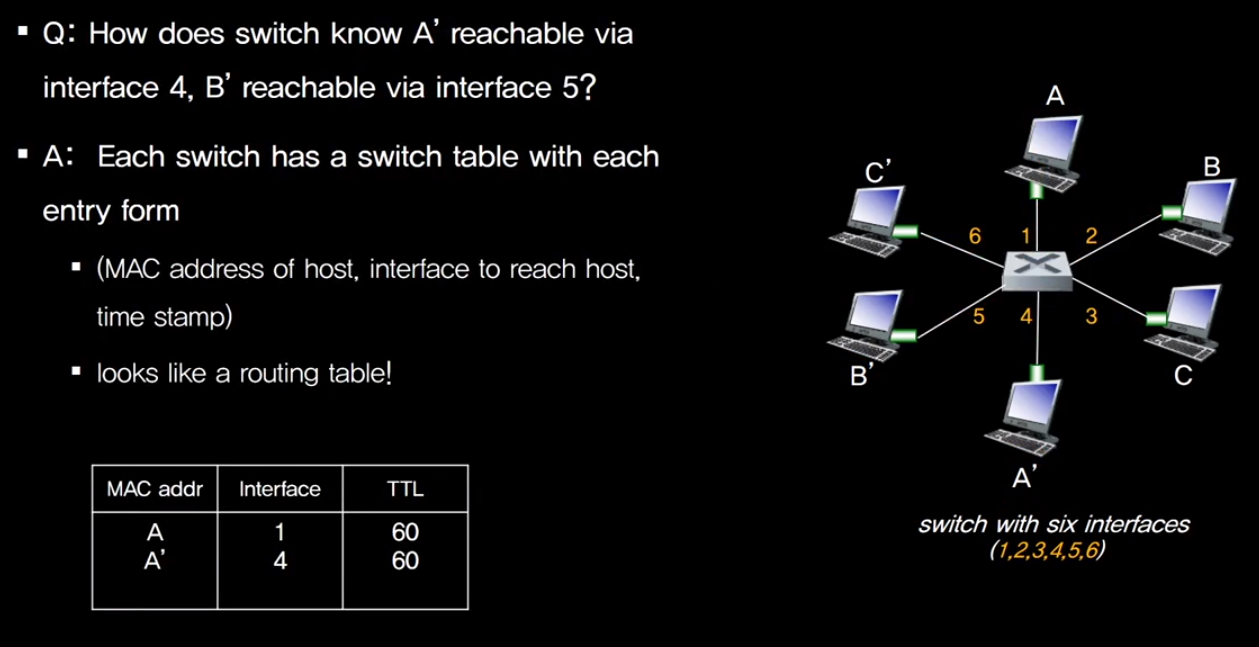 ▪ Q: How does switch know A' reachable via
interface 4, B' reachable via interface 5?
▪ A: Each switch has a switch table with each
entry form
▪ (MAC address of host, interface to reach host,
time stamp)
▪ looks like a routing table!
MAC addr Interface TTL
A 1 60
A' 4 60
A
C' B
6 1 2
5 4 3
B' C
A'
switch with six interfaces
(1,2,3,4,5,6)